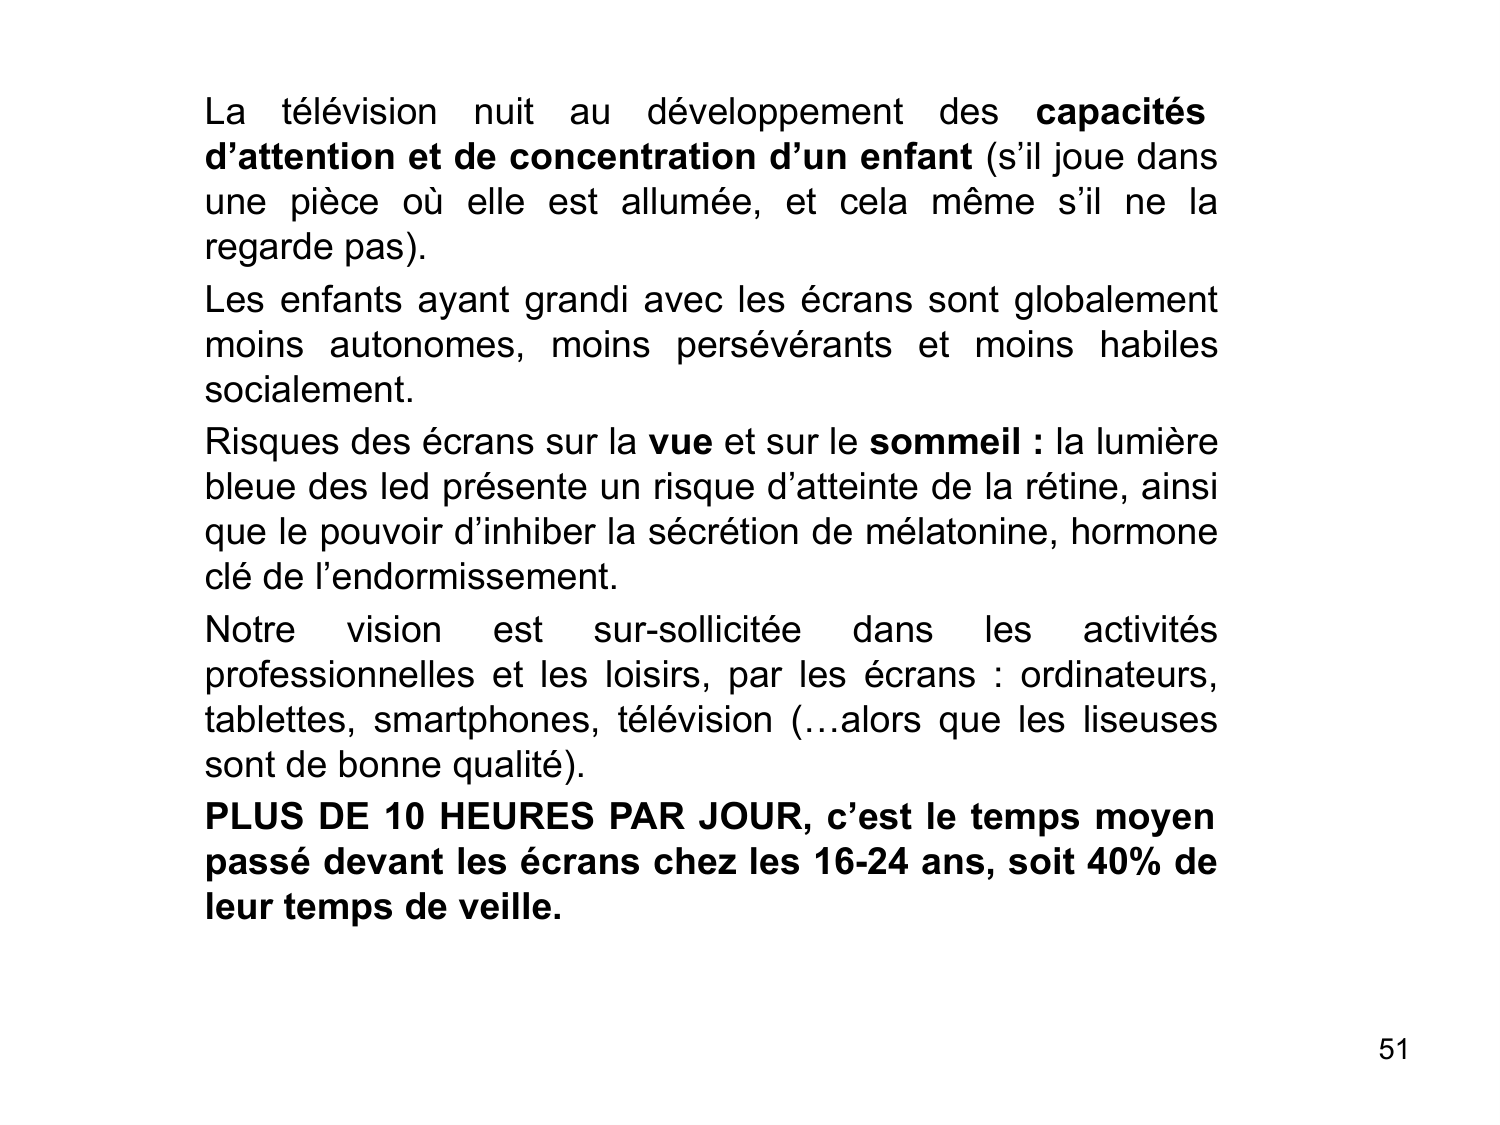 La télévision nuit au développement des capacités
d’attention et de concentration d’un enfant (s’il joue dans
une pièce où elle est allumée, et cela même s’il ne la
regarde pas).
Les enfants ayant grandi avec les écrans sont globalement
moins autonomes, moins persévérants et moins habiles
socialement.
Risques des écrans sur la vue et sur le sommeil : la lumière
bleue des led présente un risque d’atteinte de la rétine, ainsi
que le pouvoir d’inhiber la sécrétion de mélatonine, hormone
clé de l’endormissement.
Notre vision est sur-sollicitée dans les activités
professionnelles et les loisirs, par les écrans : ordinateurs,
tablettes, smartphones, télévision (…alors que les liseuses
sont de bonne qualité).
PLUS DE 10 HEURES PAR JOUR, c’est le temps moyen
passé devant les écrans chez les 16-24 ans, soit 40% de
leur temps de veille.
51